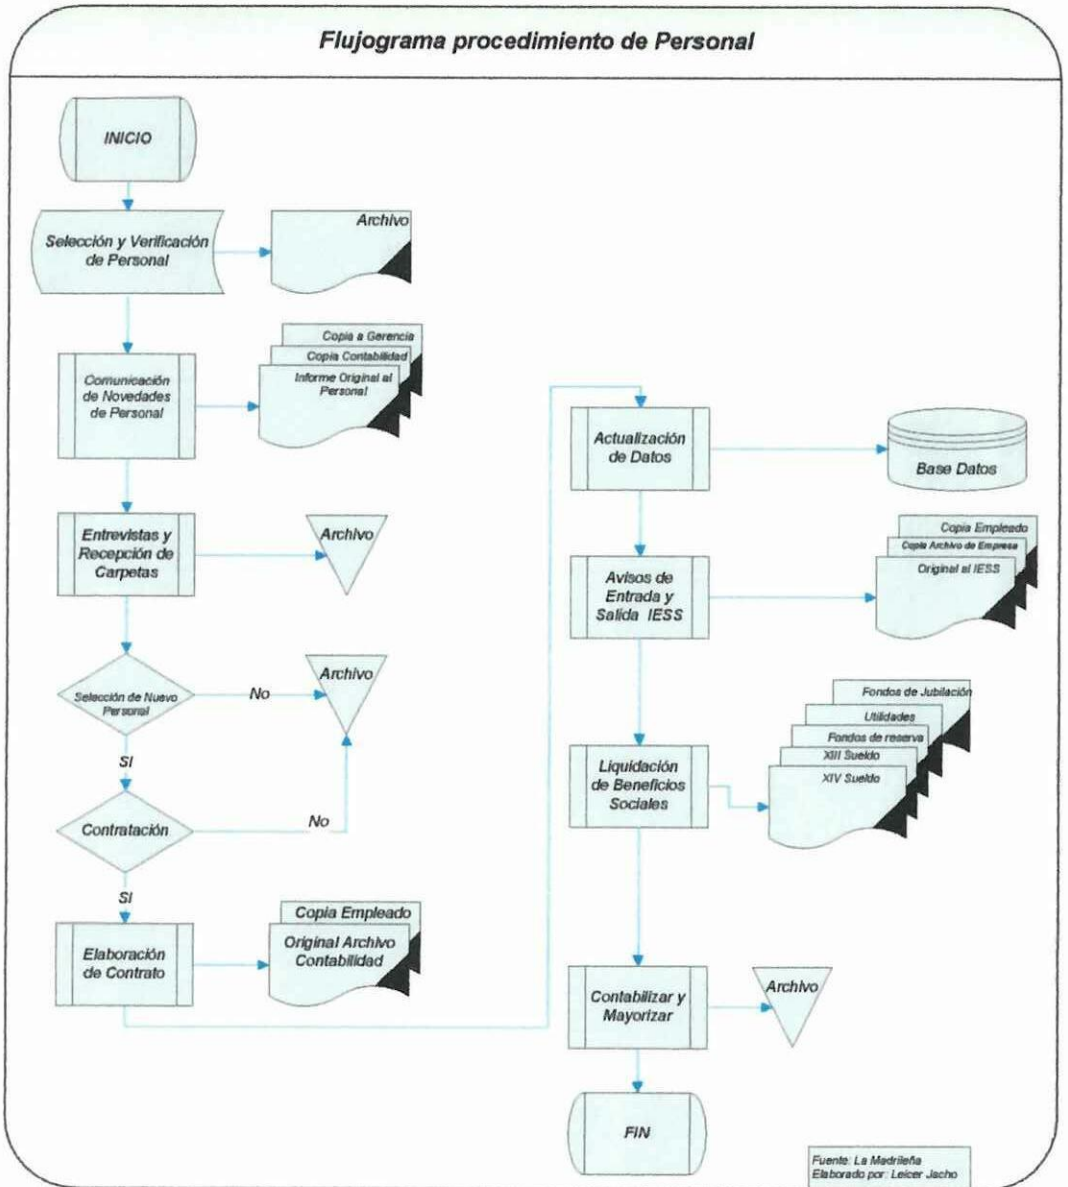 Flujograma procedimiento de Personal
INICIO
Selección y Verificación
de Personal
Archivo
Comunicación
de Novedades
de Personal
Copia a Gerencia
Copia Contabilidad
Informe Original al
Personal
Entrevistas y
Recepción de
Carpetas
Archivo
Selección de Nuevo
Personal
No
Archivo
SI
Contratación
No
SI
Elaboración
de Contrato
Copia Empleado
Original Archivo
Contabilidad
Actualización
de Datos
Base Datos
Avisos de
Entrada y
Salida IESS
Copia Empleado
Copia Archivo de Empresa
Original al IESS
Liquidación
de Beneficios
Sociales
Fondos de Jubilación
Utilidades
Fondos de reserva
XIII Sueldo
XIV Sueldo
Contabilizar y
Mayorizar
Archivo
FIN
Fuente: La Madrileña
Elaborado por: Leicer Jacho